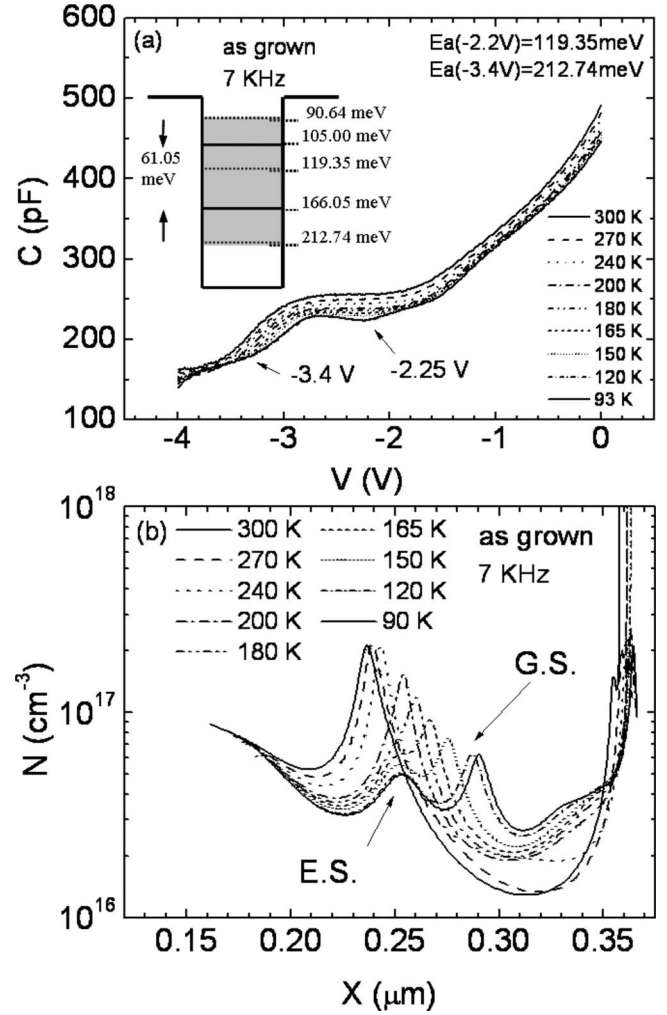 (a)
as grown
7 KHz
Ea(-2.2V)=119.35meV
Ea(-3.4V)=212.74meV
90.64 meV
105.00 meV
119.35 meV
166.05 meV
212.74 meV
61.05
meV
600
500
400
300
200
100
C (pF)
-3.4 V
-2.25 V
300 K
270 K
240 K
200 K
180 K
165 K
150 K
120 K
93 K
-4
-3
-2
-1
0
V (V)
(b)
300 K
270 K
240 K
200 K
180 K
165 K
150 K
120 K
90 K
as grown
7 KHz
G.S.
E.S.
10^18
10^17
10^16
N (cm^-3)
0.15
0.20
0.25
0.30
0.35
X (μm)